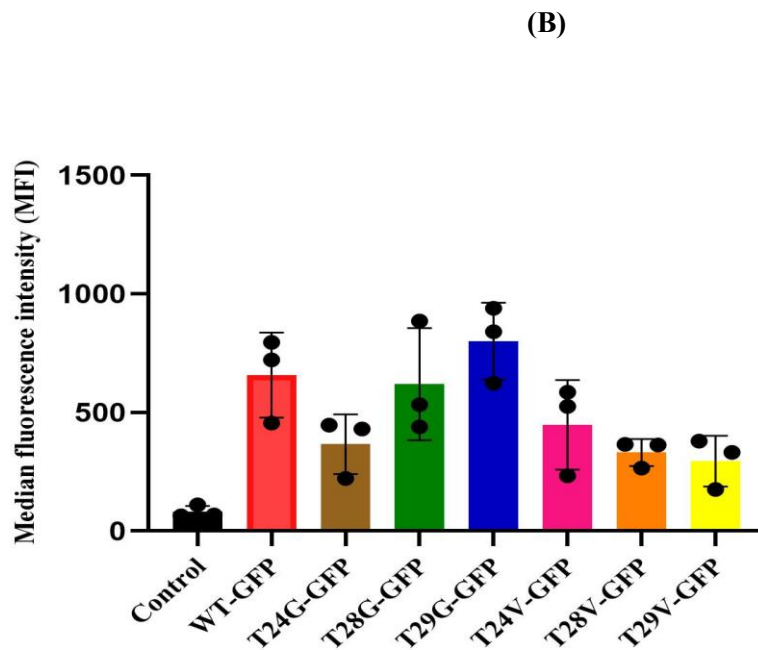 (B)
Median fluorescence intensity (MFI)
1500
1000
500
0
Control
WT-GFP
T24G-GFP
T28G-GFP
T29G-GFP
T24V-GFP
T28V-GFP
T29V-GFP